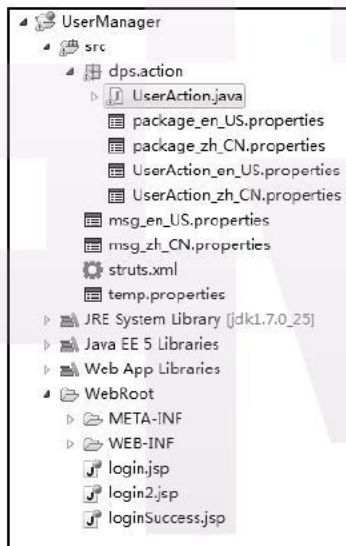 UserManager
src
dps.action
UserAction.java
package_en_US.properties
package_zh_CN.properties
UserAction_en_US.properties
UserAction_zh_CN.properties
msg_en_US.properties
msg_zh_CN.properties
struts.xml
temp.properties
JRE System Library [jdk1.7.0_25]
Java EE 5 Libraries
Web App Libraries
WebRoot
META-INF
WEB-INF
login.jsp
login2.jsp
loginSuccess.jsp